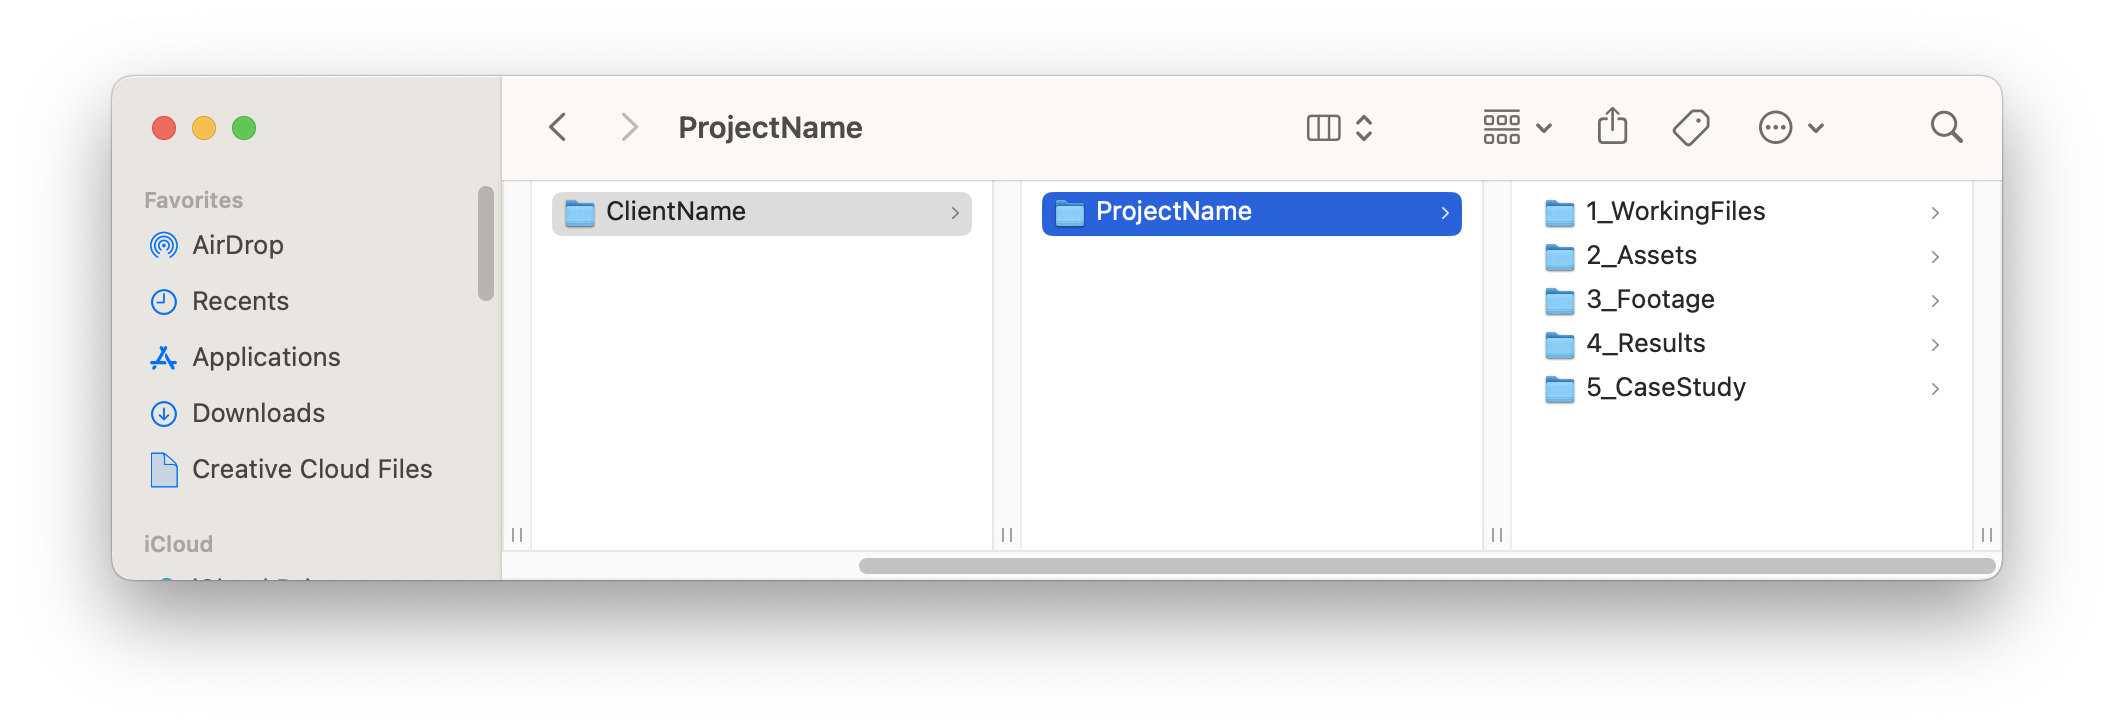 ProjectName
Favorites
AirDrop
Recents
Applications
Downloads
Creative Cloud Files
iCloud
ClientName
ProjectName
1_WorkingFiles
2_Assets
3_Footage
4_Results
5_CaseStudy